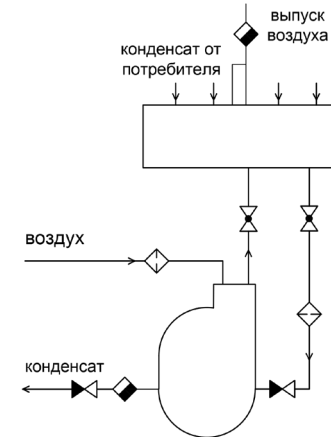 выпуск
воздуха
конденсат от
потребителя
воздух
конденсат